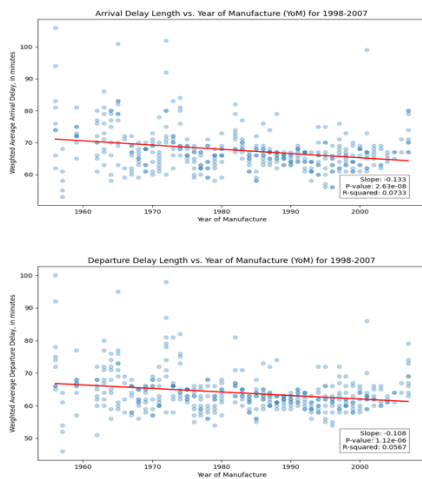 Arrival Delay Length vs. Year of Manufacture (YoM) for 1998-2007
Weighted Average Arrival Delay, in minutes
100
90
80
70
60
Slope: -0.133
P-value: 2.63e-08
R-squared: 0.0733
1960
1970
1980
1990
2000
Year of Manufacture
Departure Delay Length vs. Year of Manufacture (YoM) for 1998-2007
Weighted Average Departure Delay, in minutes
100
90
80
70
60
50
Slope: -0.108
P-value: 1.12e-06
R-squared: 0.0567
1960
1970
1980
1990
2000
Year of Manufacture